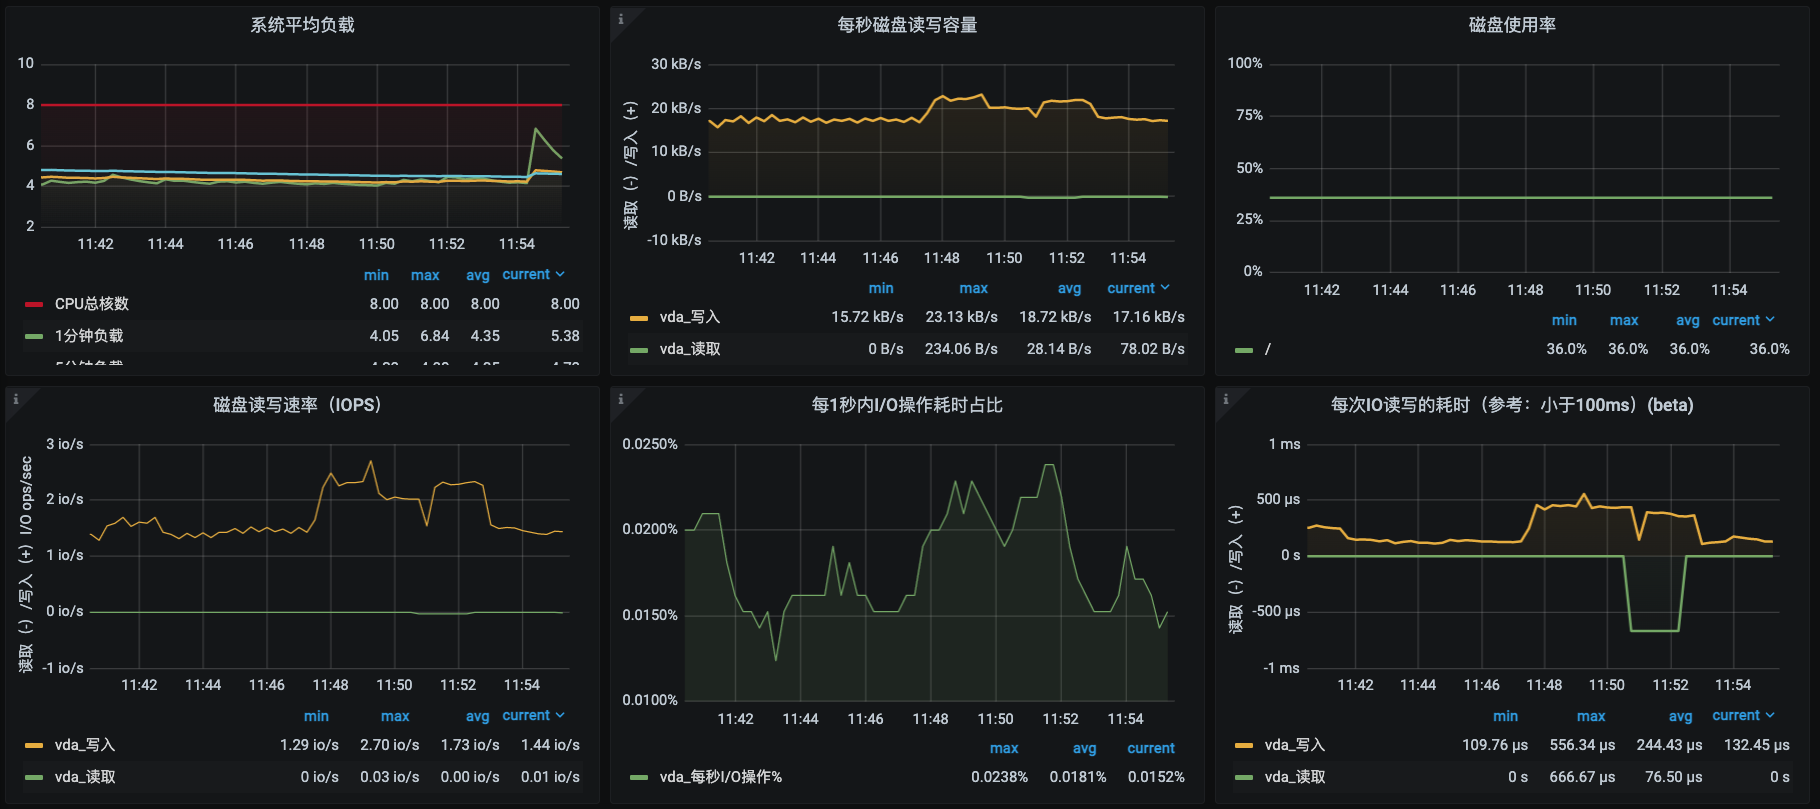 系统平均负载
10
8
6
4
2
11:42 11:44 11:46 11:48 11:50 11:52 11:54
min max avg current
CPU总核数 8.00 8.00 8.00 8.00
1分钟负载 4.05 6.84 4.35 5.38
每秒磁盘读写容量
读取（-）/写入（+）
30 kB/s
20 kB/s
10 kB/s
0 B/s
-10 kB/s
11:42 11:44 11:46 11:48 11:50 11:52 11:54
min max avg current
vda_写入 15.72 kB/s 23.13 kB/s 18.72 kB/s 17.16 kB/s
vda_读取 0 B/s 234.06 B/s 28.14 B/s 78.02 B/s
磁盘使用率
100%
75%
50%
25%
0%
11:42 11:44 11:46 11:48 11:50 11:52 11:54
min max avg current
/ 36.0% 36.0% 36.0% 36.0%
磁盘读写速率（IOPS）
读取（-）/写入（+）I/O ops/sec
3 io/s
2 io/s
1 io/s
0 io/s
-1 io/s
11:42 11:44 11:46 11:48 11:50 11:52 11:54
min max avg current
vda_写入 1.29 io/s 2.70 io/s 1.73 io/s 1.44 io/s
vda_读取 0 io/s 0.03 io/s 0.00 io/s 0.01 io/s
每1秒内I/O操作耗时占比
0.0250%
0.0200%
0.0150%
0.0100%
11:42 11:44 11:46 11:48 11:50 11:52 11:54
max avg current
vda_每秒I/O操作% 0.0238% 0.0181% 0.0152%
每次IO读写的耗时（参考：小于100ms）(beta)
读取（-）/写入（+）
1 ms
500 µs
0 s
-500 µs
-1 ms
11:42 11:44 11:46 11:48 11:50 11:52 11:54
min max avg current
vda_写入 109.76 µs 556.34 µs 244.43 µs 132.45 µs
vda_读取 0 s 666.67 µs 76.50 µs 0 s